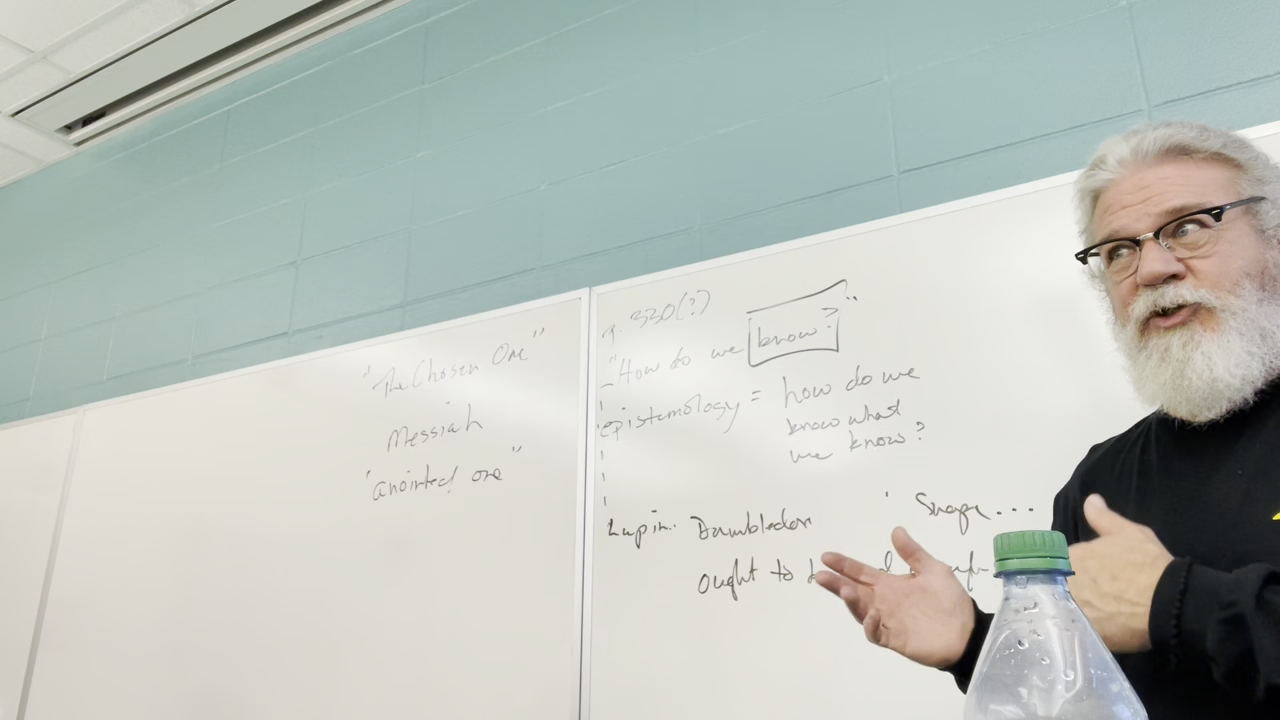 "The Chosen One"
Messiah
"anointed one"
p. 330(?)
"How do we know?"
epistemology = how do we
know what
we know?
Lupin: Dumbledore Snape...
ought to